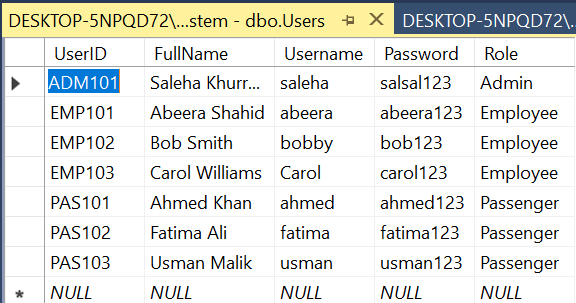 DESKTOP-5NPQD72\...stem - dbo.Users DESKTOP-5NPQD72\...
UserID FullName Username Password Role
ADM101 Saleha Khurr... saleha salsal123 Admin
EMP101 Abeera Shahid abeera abeera123 Employee
EMP102 Bob Smith bobby bob123 Employee
EMP103 Carol Williams Carol carol123 Employee
PAS101 Ahmed Khan ahmed ahmed123 Passenger
PAS102 Fatima Ali fatima fatima123 Passenger
PAS103 Usman Malik usman usman123 Passenger
NULL NULL NULL NULL NULL